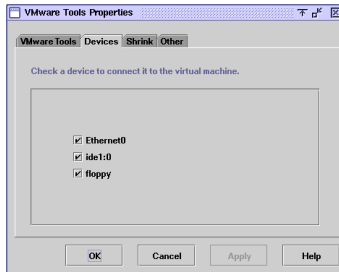 VMware Tools Properties
VMware Tools Devices Shrink Other
Check a device to connect it to the virtual machine.
Ethernet0
ide1:0
floppy
OK Cancel Apply Help